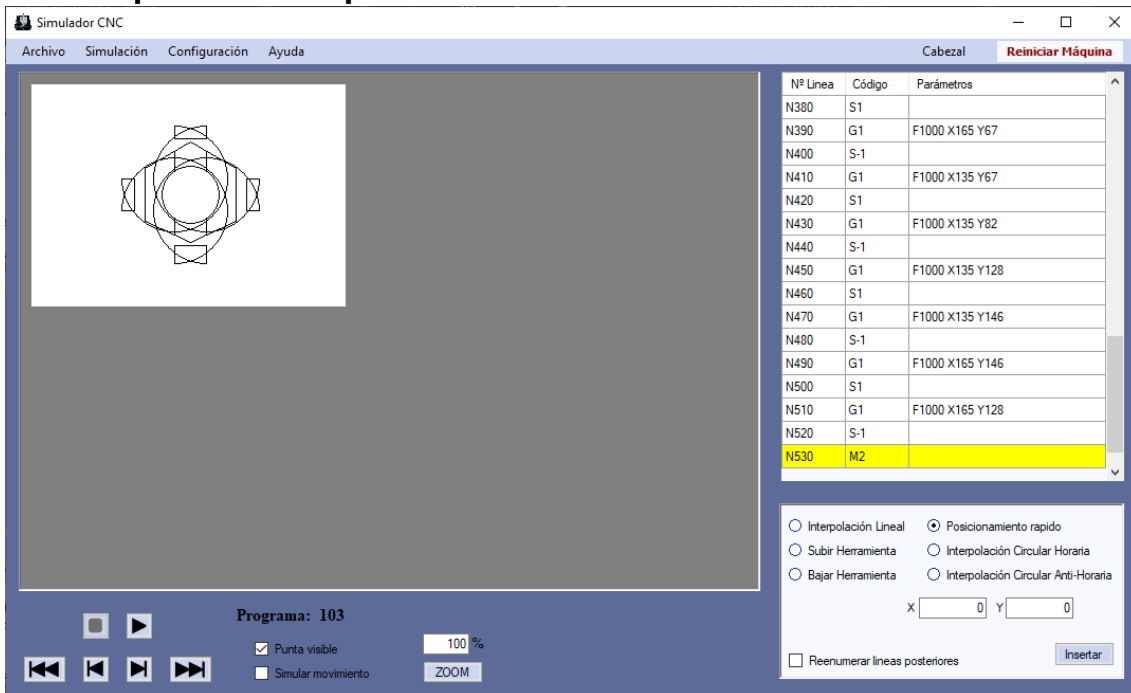 Simulador CNC
Archivo Simulación Configuración Ayuda Cabezal Reiniciar Máquina
Nº Linea Código Parámetros
N380 S1
N390 G1 F1000 X165 Y67
N400 S-1
N410 G1 F1000 X135 Y67
N420 S1
N430 G1 F1000 X135 Y82
N440 S-1
N450 G1 F1000 X135 Y128
N460 S1
N470 G1 F1000 X135 Y146
N480 S-1
N490 G1 F1000 X165 Y146
N500 S1
N510 G1 F1000 X165 Y128
N520 S-1
N530 M2
Interpolación Lineal Posicionamiento rapido
Subir Herramienta Interpolación Circular Horaria
Bajar Herramienta Interpolación Circular Anti-Horaria
X 0 Y 0
Reenumerar lineas posteriores Insertar
Programa: 103
Punta visible 100 %
Simular movimiento ZOOM